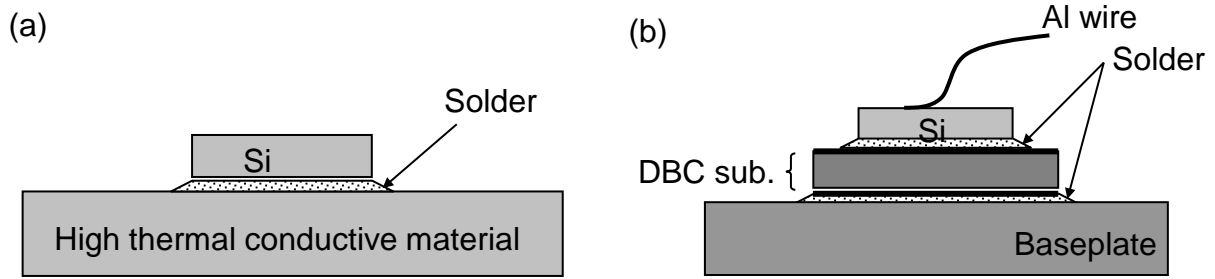 (a)
Solder
Si
High thermal conductive material
(b)
Al wire
Solder
Si
DBC sub.
Baseplate